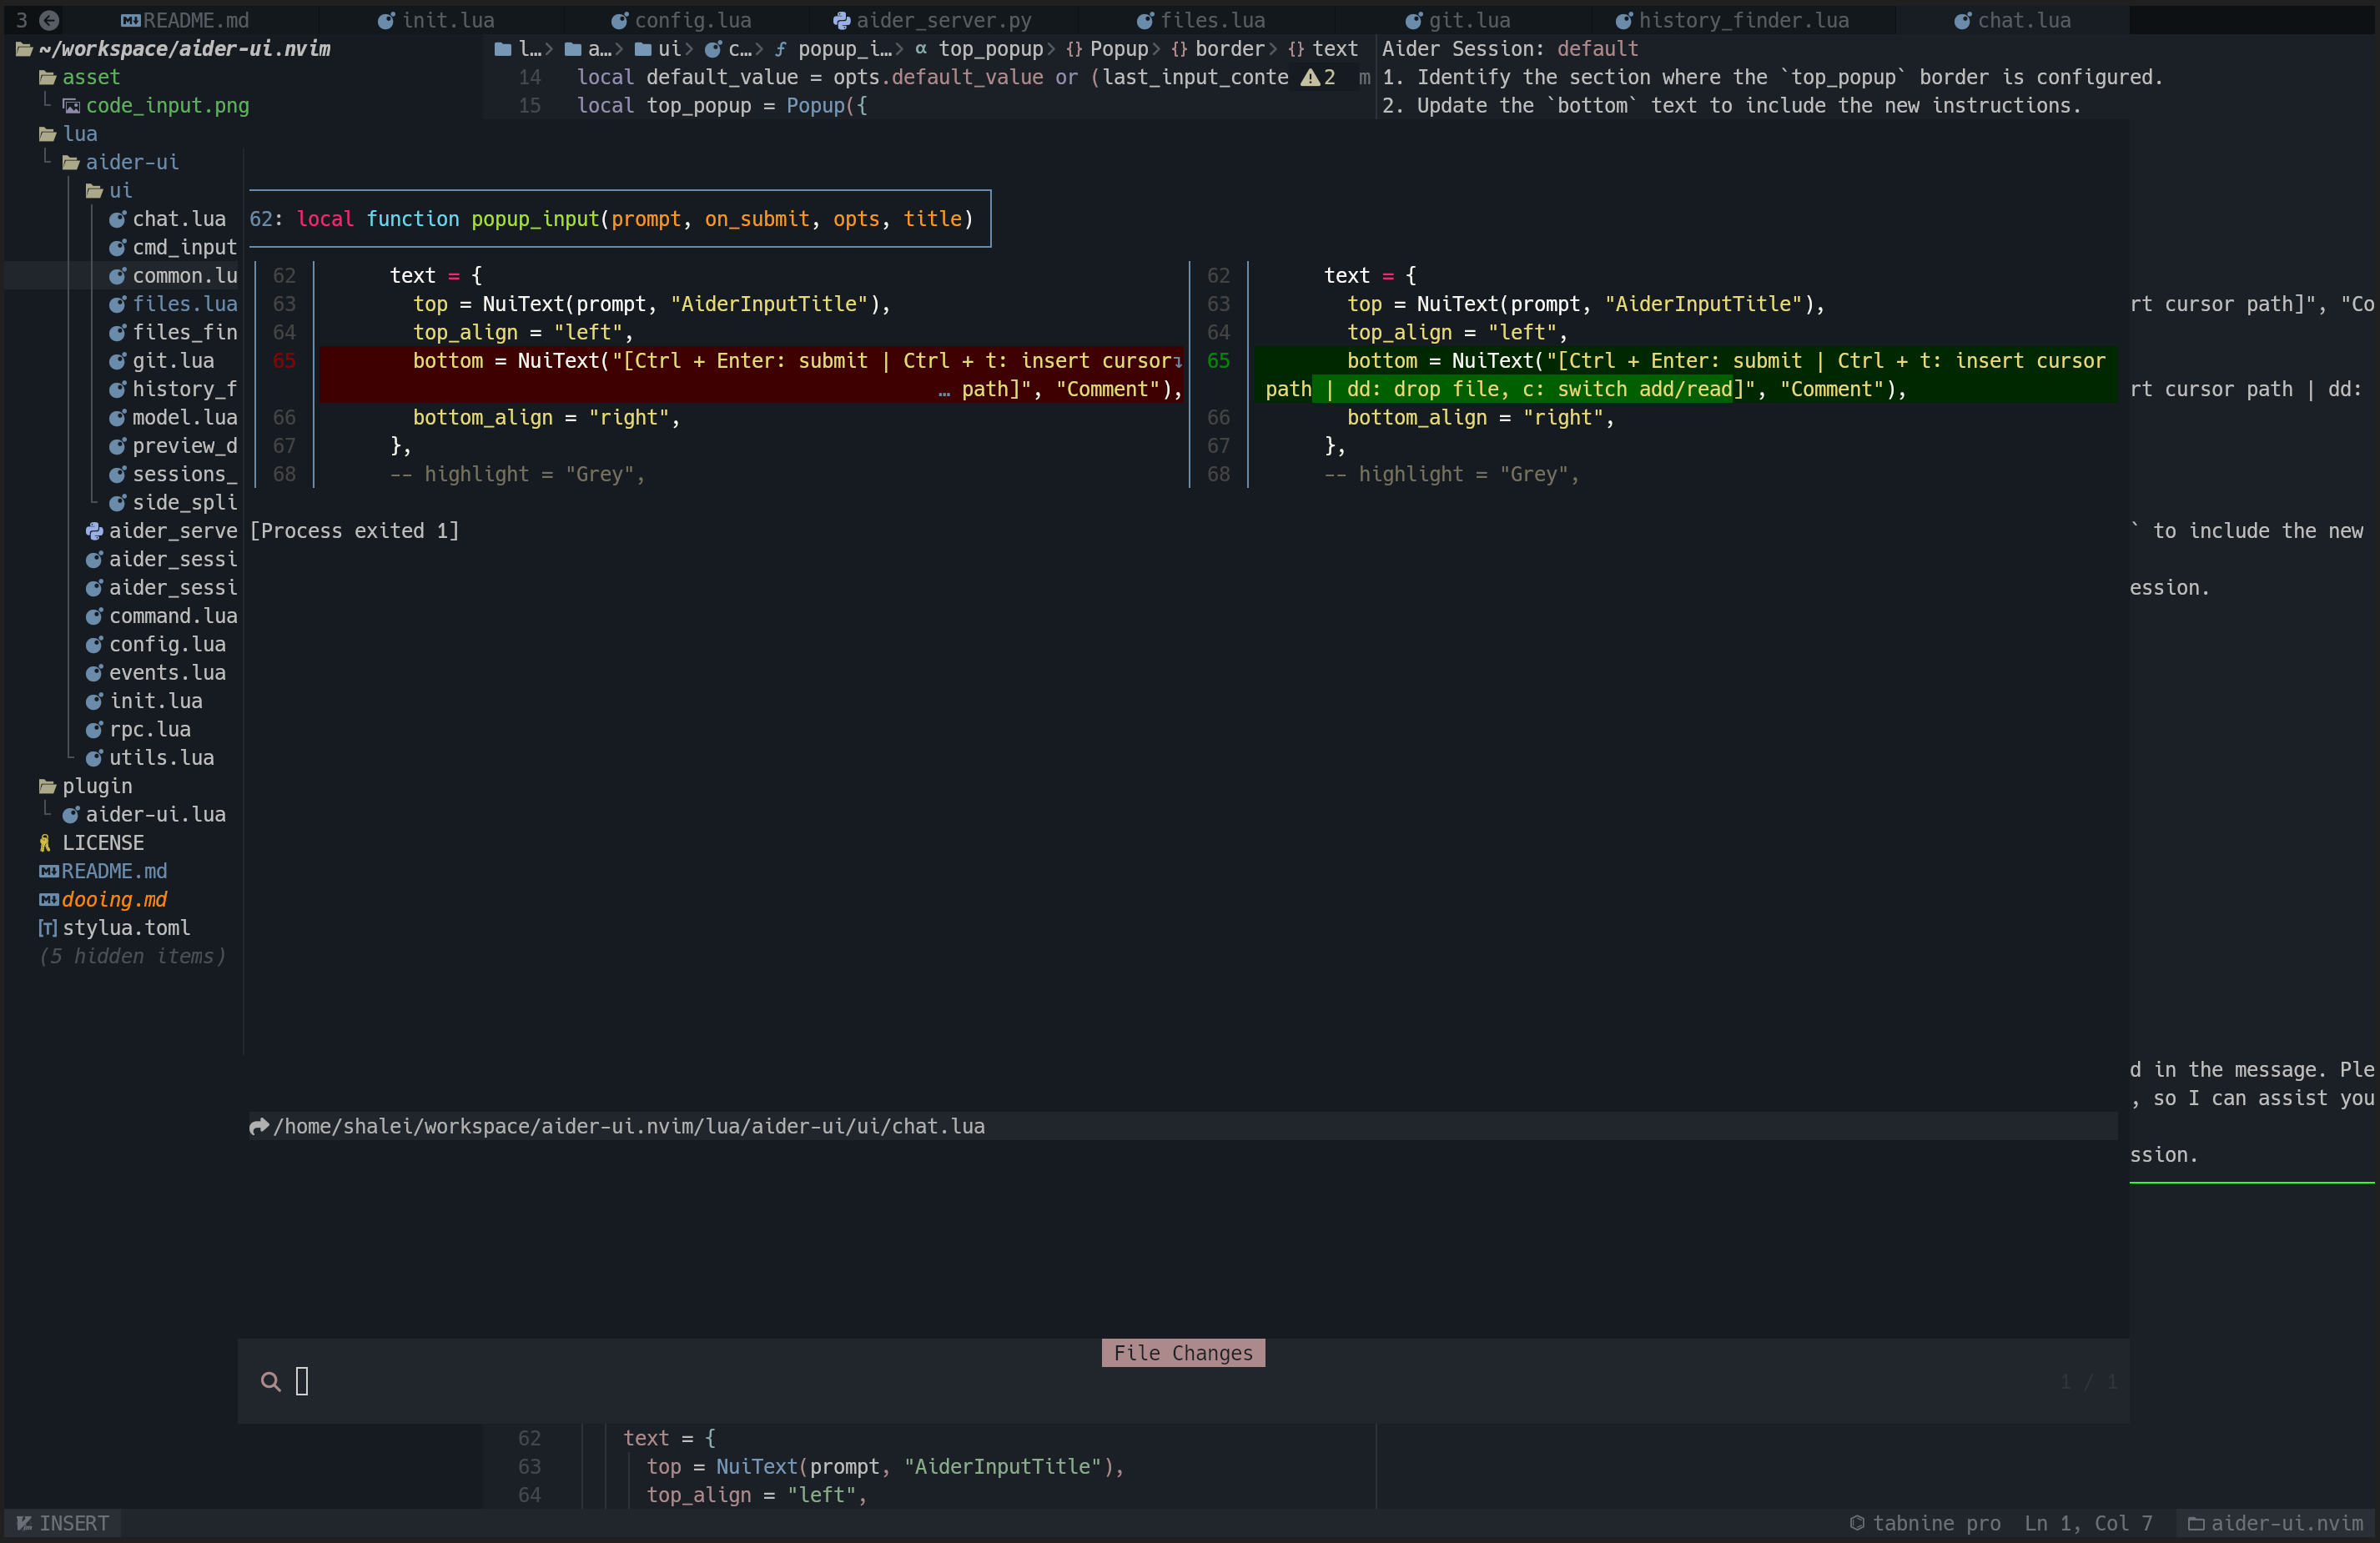 3 README.md init.lua config.lua aider_server.py files.lua git.lua history_finder.lua chat.lua
~/workspace/aider-ui.nvim
asset
code_input.png
lua
aider-ui
ui
chat.lua
cmd_input
common.lu
files.lua
files_fin
git.lua
history_f
model.lua
preview_d
sessions_
side_spli
aider_serve
aider_sessi
aider_sessi
command.lua
config.lua
events.lua
init.lua
rpc.lua
utils.lua
plugin
aider-ui.lua
LICENSE
README.md
dooing.md
[T] stylua.toml
(5 hidden items)
l…> a…> ui> c…> popup_i…> α top_popup> {} Popup> {} border> {} text
14 local default_value = opts.default_value or (last_input_conte 2 m
15 local top_popup = Popup({
Aider Session: default
1. Identify the section where the `top_popup` border is configured.
2. Update the `bottom` text to include the new instructions.
62: local function popup_input(prompt, on_submit, opts, title)
62 text = {
63 top = NuiText(prompt, "AiderInputTitle"),
64 top_align = "left",
65 bottom = NuiText("[Ctrl + Enter: submit | Ctrl + t: insert cursor↴
… path]", "Comment"),
66 bottom_align = "right",
67 },
68 -- highlight = "Grey",
62 text = {
63 top = NuiText(prompt, "AiderInputTitle"),
64 top_align = "left",
65 bottom = NuiText("[Ctrl + Enter: submit | Ctrl + t: insert cursor
path | dd: drop file, c: switch add/read]", "Comment"),
66 bottom_align = "right",
67 },
68 -- highlight = "Grey",
[Process exited 1]
rt cursor path]", "Co
rt cursor path | dd:
` to include the new
ession.
d in the message. Ple
, so I can assist you
ssion.
/home/shalei/workspace/aider-ui.nvim/lua/aider-ui/ui/chat.lua
File Changes
1 / 1
62 text = {
63 top = NuiText(prompt, "AiderInputTitle"),
64 top_align = "left",
INSERT
tabnine pro Ln 1, Col 7 aider-ui.nvim